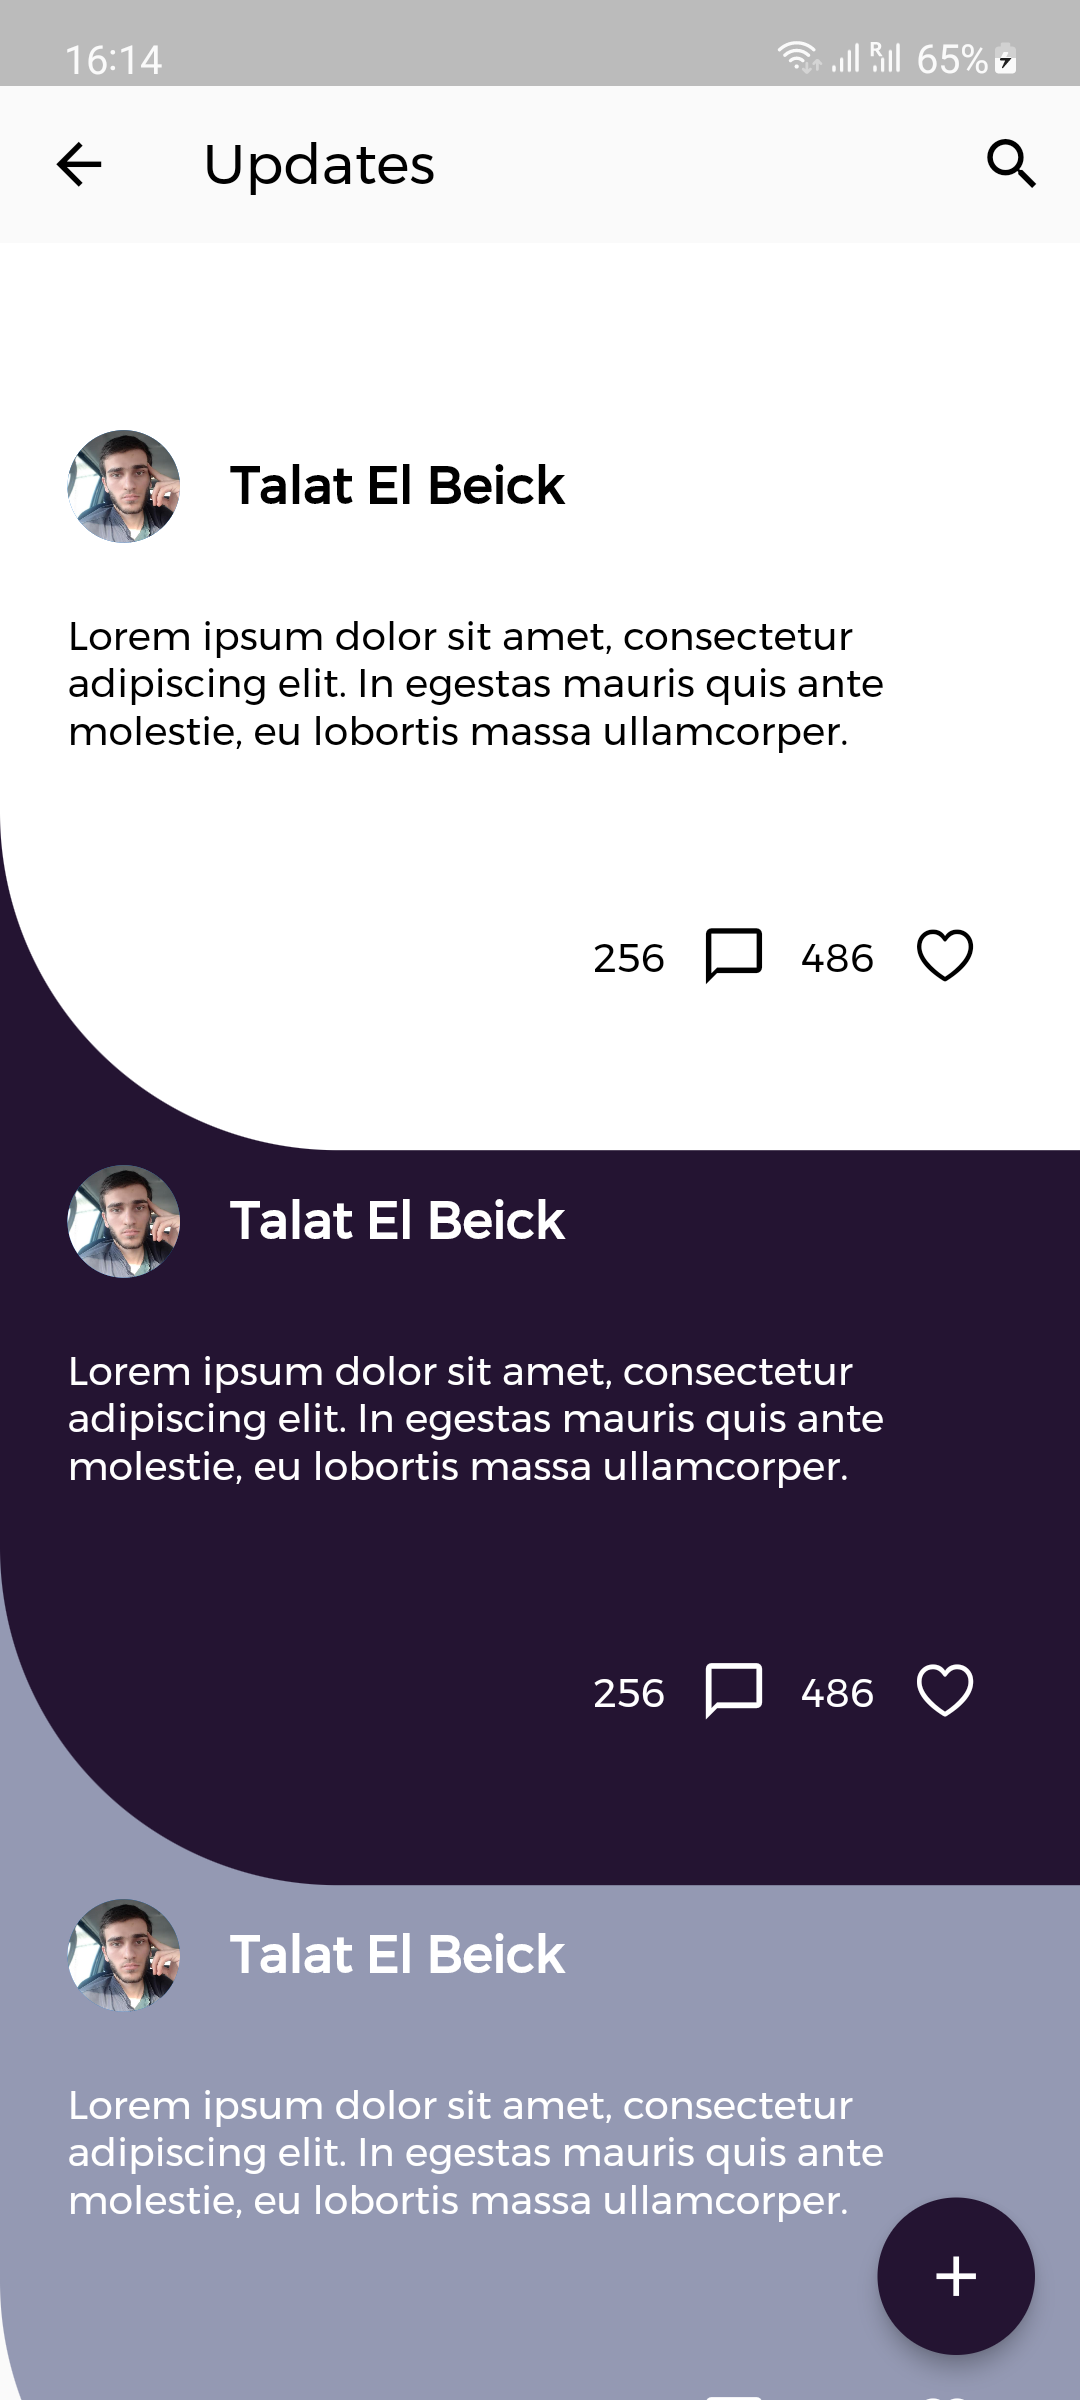 16:14
R 65%
Updates
Talat El Beick
Lorem ipsum dolor sit amet, consectetur
adipiscing elit. In egestas mauris quis ante
molestie, eu lobortis massa ullamcorper.
256 486
Talat El Beick
Lorem ipsum dolor sit amet, consectetur
adipiscing elit. In egestas mauris quis ante
molestie, eu lobortis massa ullamcorper.
256 486
Talat El Beick
Lorem ipsum dolor sit amet, consectetur
adipiscing elit. In egestas mauris quis ante
molestie, eu lobortis massa ullamcorper.